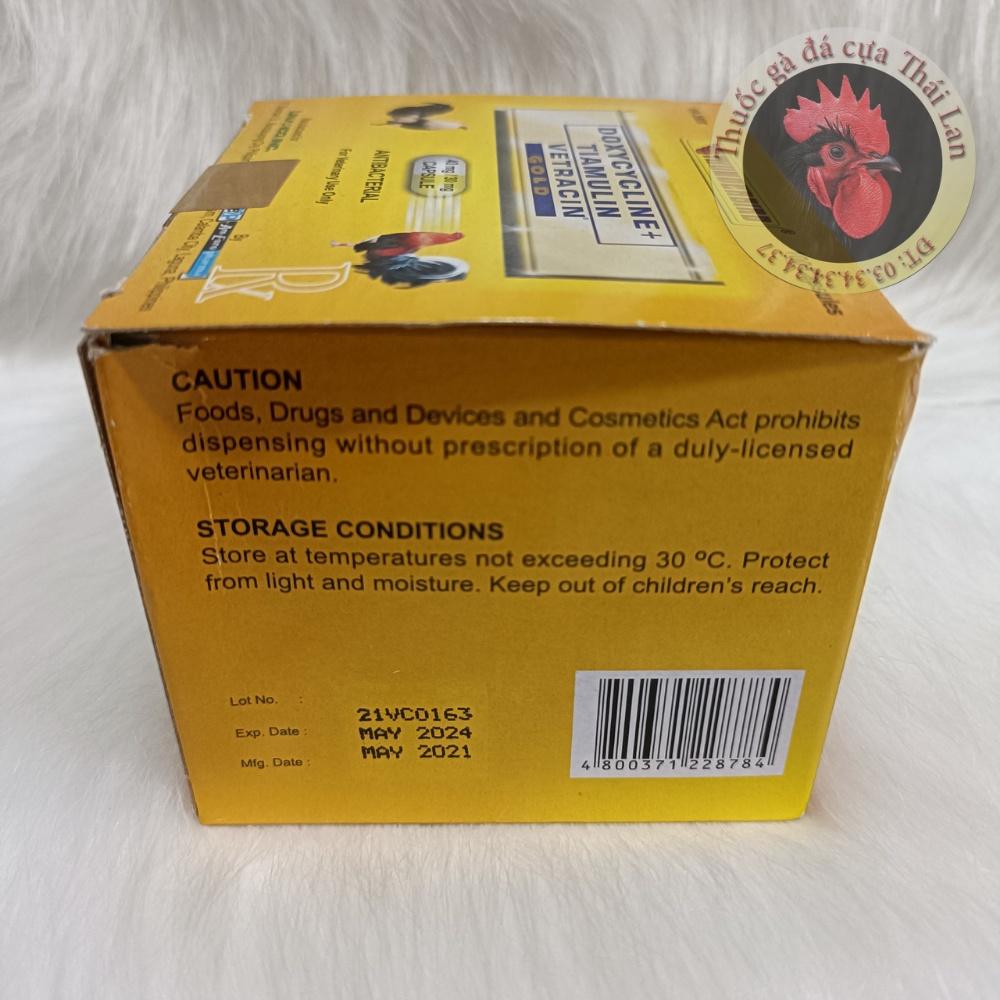 Thuốc gà đá cựa Thái Lan
ĐT: 03.34.34.34.37
DOXYCYCLINE+
TIAMULIN
VETRACIN
GOLD
CAPSULE
ANTIBACTERIAL
For Veterinary Use Only
By
Rx
CAUTION
Foods, Drugs and Devices and Cosmetics Act prohibits
dispensing without prescription of a duly-licensed
veterinarian.
STORAGE CONDITIONS
Store at temperatures not exceeding 30 ºC. Protect
from light and moisture. Keep out of children's reach.
Lot No. : 21VC0163
Exp. Date : MAY 2024
Mfg. Date : MAY 2021
4 800371 228784